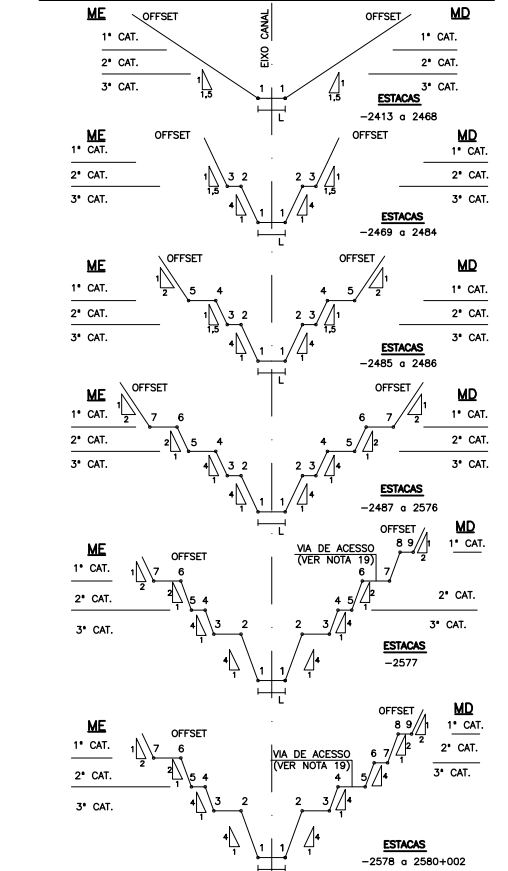 ME OFFSET EIXO CANAL OFFSET MD
1ª CAT. 1ª CAT.
2ª CAT. 2ª CAT.
3ª CAT. 1 1,5 1 1 1 1,5 3ª CAT.
L ESTACAS
-2413 a 2468
ME OFFSET OFFSET MD
1ª CAT. 1ª CAT.
2ª CAT. 1 1,5 3 2 2 3 1 1,5 2ª CAT.
3ª CAT. 4 1 1 1 4 1 3ª CAT.
L ESTACAS
-2469 a 2484
ME OFFSET OFFSET MD
1 2 1 2
1ª CAT. 5 4 4 5 1ª CAT.
2ª CAT. 1 1,5 3 2 2 3 1 1,5 2ª CAT.
3ª CAT. 4 1 1 1 4 1 3ª CAT.
L ESTACAS
-2485 a 2486
ME OFFSET OFFSET MD
1 2 1 2
1ª CAT. 7 6 6 7 1ª CAT.
2ª CAT. 2 1 5 4 4 5 2 1 2ª CAT.
3ª CAT. 4 1 3 2 2 3 4 1 3ª CAT.
4 1 1 1 4 1
L ESTACAS
-2487 a 2576
ME OFFSET VIA DE ACESSO OFFSET MD
(VER NOTA 19) 8 9 1 2 1ª CAT.
1ª CAT. 1 2 7 6 6 7
2ª CAT. 2 1 5 4 4 5 2 1 2ª CAT.
3ª CAT. 4 1 3 2 2 3 4 1 3ª CAT.
4 1 1 1 4 1 ESTACAS
L -2577
ME OFFSET OFFSET MD
8 9 1 2 1ª CAT.
1ª CAT. 1 2 7 6 VIA DE ACESSO 6 7 2 1 2ª CAT.
(VER NOTA 19)
2ª CAT. 2 1 5 4 4 5 4 1 3ª CAT.
3ª CAT. 4 1 3 2 2 3 4 1
4 1 1 1 4 1 ESTACAS
-2578 a 2580+002